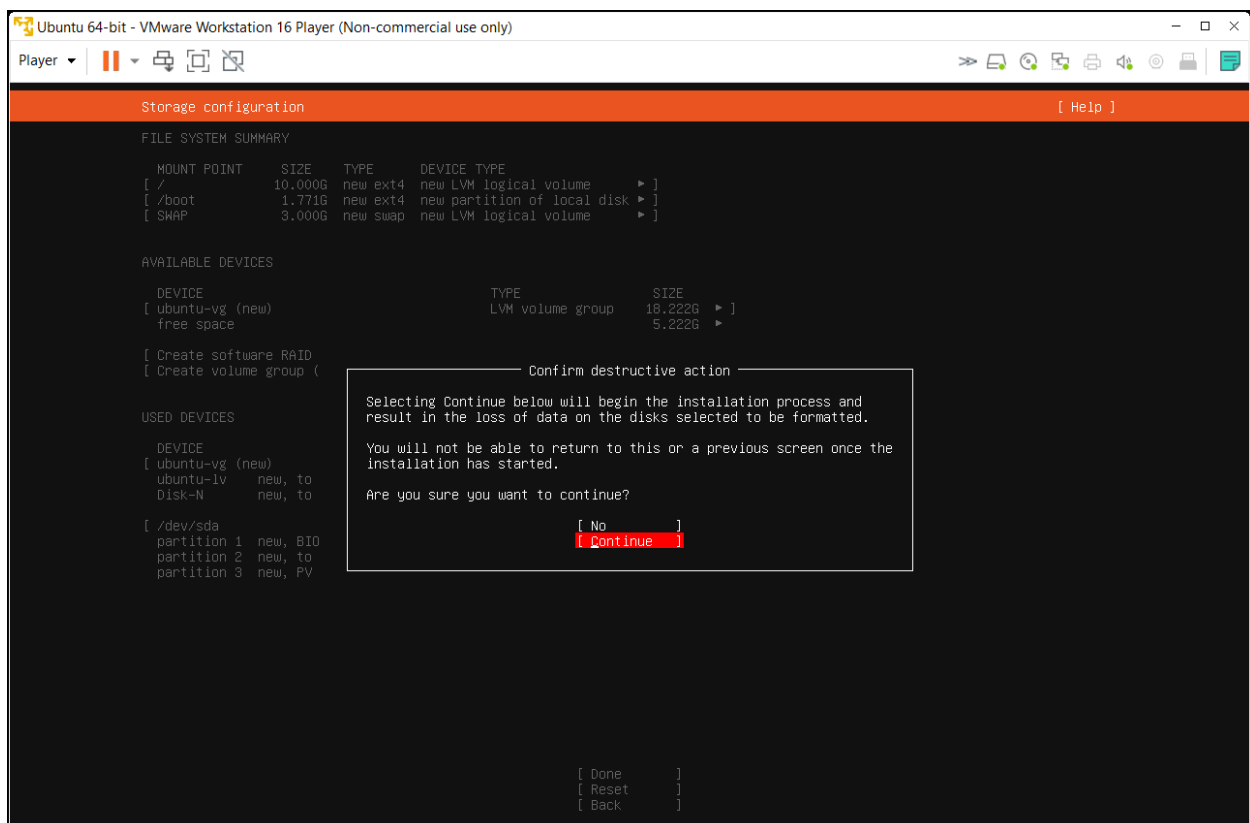 Ubuntu 64-bit - VMware Workstation 16 Player (Non-commercial use only)
Player
Storage configuration [ Help ]
FILE SYSTEM SUMMARY
MOUNT POINT SIZE TYPE DEVICE TYPE
[ / 10.000G new ext4 new LVM logical volume ▸ ]
[ /boot 1.771G new ext4 new partition of local disk ▸ ]
[ SWAP 3.000G new swap new LVM logical volume ▸ ]
AVAILABLE DEVICES
DEVICE TYPE SIZE
[ ubuntu-vg (new) LVM volume group 18.222G ▸ ]
free space 5.222G ▸
[ Create software RAID
[ Create volume group (
Confirm destructive action
Selecting Continue below will begin the installation process and
result in the loss of data on the disks selected to be formatted.
You will not be able to return to this or a previous screen once the
installation has started.
Are you sure you want to continue?
[ No ]
[ Continue ]
USED DEVICES
DEVICE
[ ubuntu-vg (new)
ubuntu-lv new, to
Disk-N new, to
[ /dev/sda
partition 1 new, BIO
partition 2 new, to
partition 3 new, PV
[ Done ]
[ Reset ]
[ Back ]